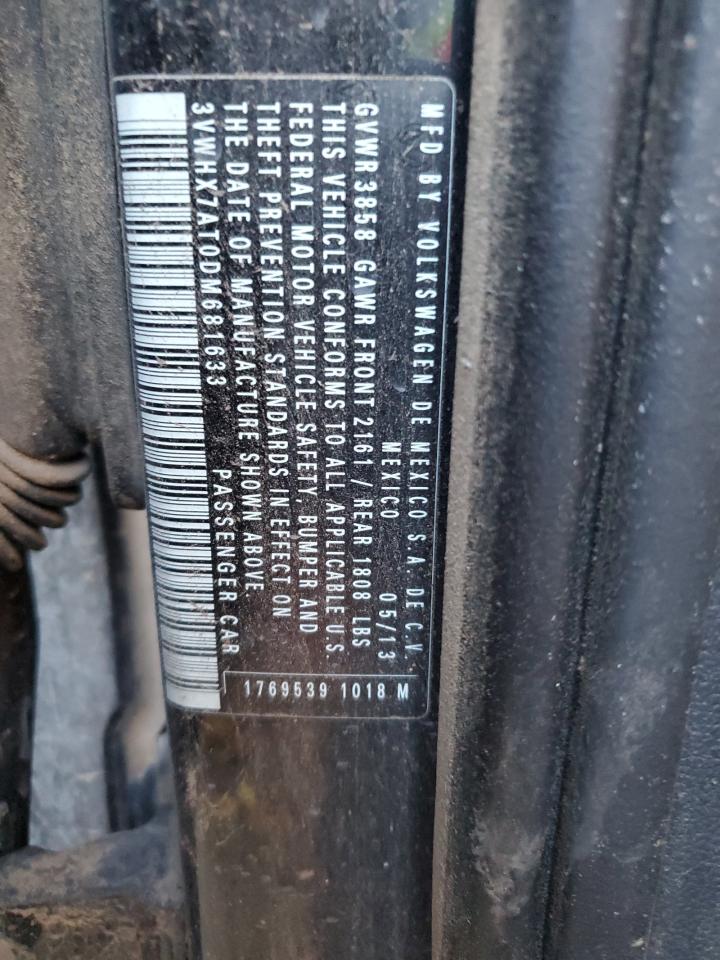 MFD BY VOLKSWAGEN DE MEXICO S.A. DE C.V
MEXICO 05/13
GVWR3858 GAWR FRONT 2161 / REAR 1808 LBS
THIS VEHICLE CONFORMS TO ALL APPLICABLE U.S.
FEDERAL MOTOR VEHICLE SAFETY, BUMPER AND
THEFT PREVENTION STANDARDS IN EFFECT ON
THE DATE OF MANUFACTURE SHOWN ABOVE.
3VWHX7AT0DM681633 PASSENGER CAR
1769539 1018 M